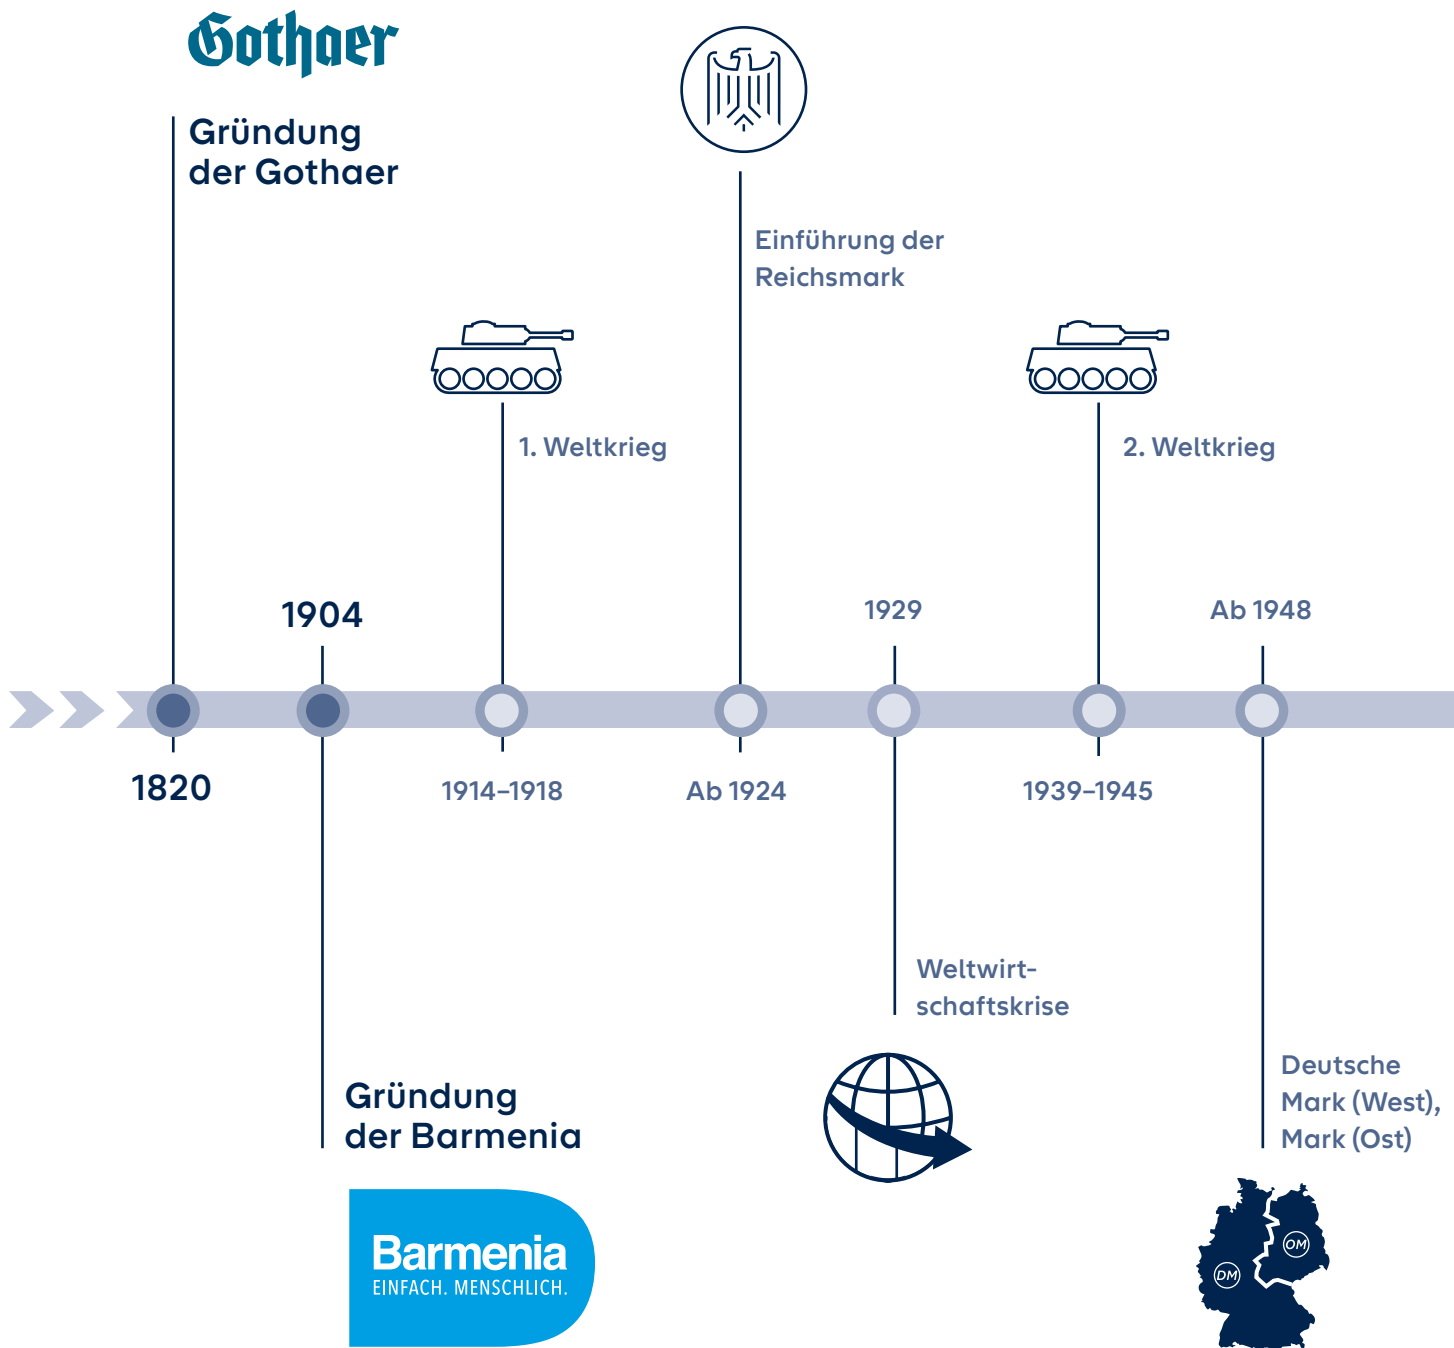 Gothaer
Gründung
der Gothaer
Einführung der
Reichsmark
1. Weltkrieg
2. Weltkrieg
1904
1929
Ab 1948
1820
1914–1918
Ab 1924
1939–1945
Weltwirt-
schaftskrise
Deutsche
Mark (West),
Mark (Ost)
Gründung
der Barmenia
Barmenia
EINFACH. MENSCHLICH.
OM
DM